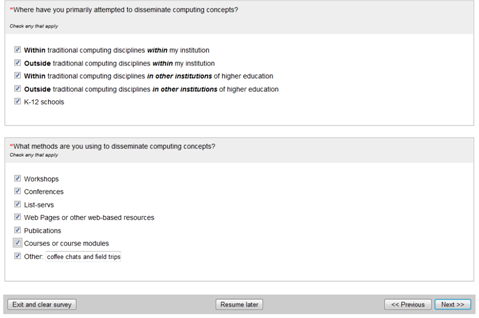 *Where have you primarily attempted to disseminate computing concepts?
Check any that apply
Within traditional computing disciplines within my institution
Outside traditional computing disciplines within my institution
Within traditional computing disciplines in other institutions of higher education
Outside traditional computing disciplines in other institutions of higher education
K-12 schools
*What methods are you using to disseminate computing concepts?
Check any that apply
Workshops
Conferences
List-servs
Web Pages or other web-based resources
Publications
Courses or course modules
Other: coffee chats and field trips
Exit and clear survey Resume later << Previous Next >>